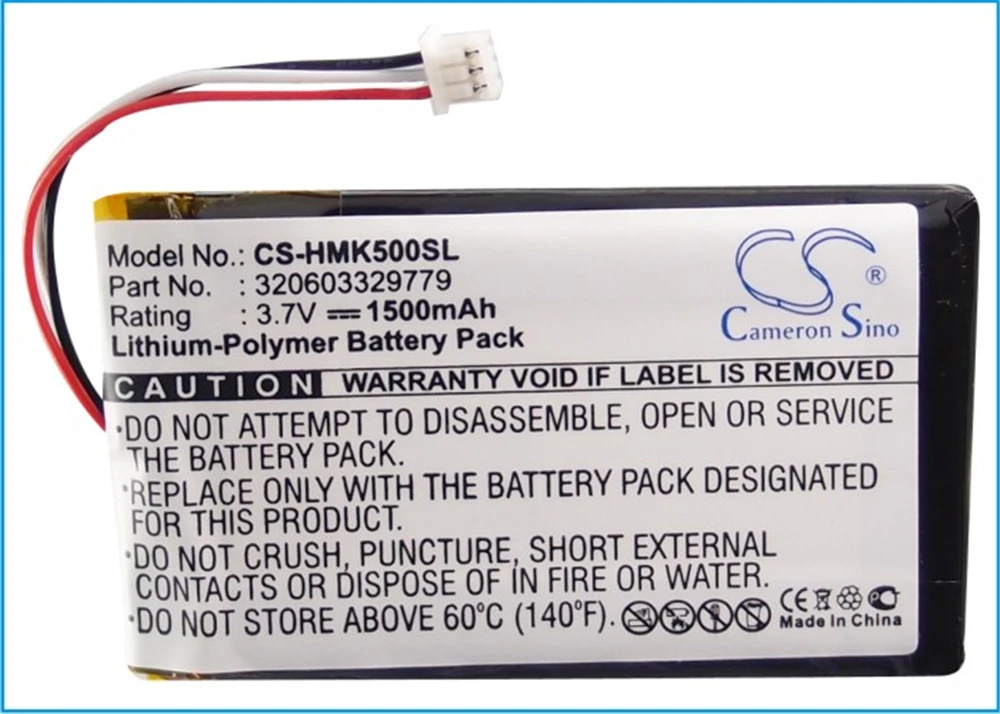 Model No.: CS-HMK500SL
Part No. : 320603329779
Rating : 3.7V ⎓ 1500mAh
Lithium-Polymer Battery Pack
CS ®
Cameron Sino
CAUTION WARRANTY VOID IF LABEL IS REMOVED
•DO NOT ATTEMPT TO DISASSEMBLE, OPEN OR SERVICE
THE BATTERY PACK.
•REPLACE ONLY WITH THE BATTERY PACK DESIGNATED
FOR THIS PRODUCT.
•DO NOT CRUSH, PUNCTURE, SHORT EXTERNAL
CONTACTS OR DISPOSE OF IN FIRE OR WATER.
•DO NOT STORE ABOVE 60°C (140°F).
CE
Made In China